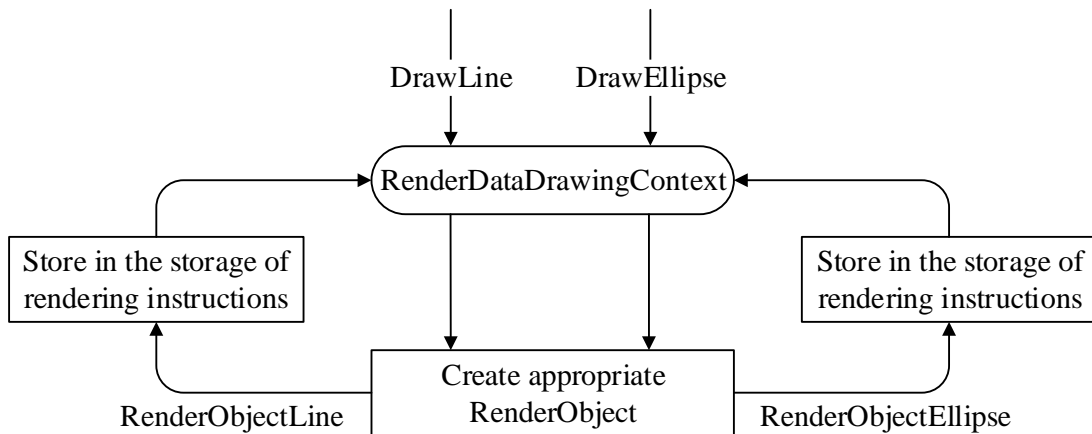 DrawLine
DrawEllipse
RenderDataDrawingContext
Store in the storage of
rendering instructions
Store in the storage of
rendering instructions
Create appropriate
RenderObject
RenderObjectLine
RenderObjectEllipse